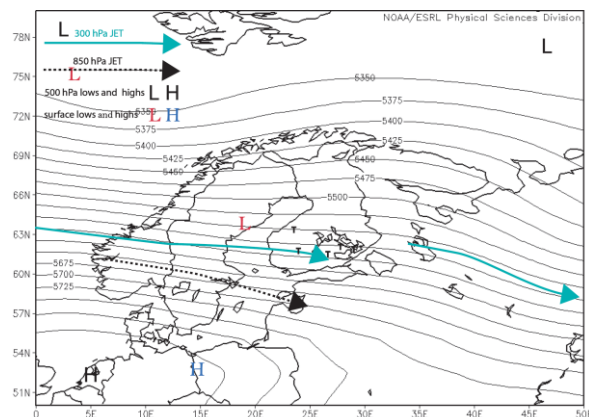 NOAA/ESRL Physical Sciences Division
78N
L
300 hPa JET
L
850 hPa JET
75N
L
500 hPa lows and highs L H
5350
5375
surface lows and highs L H
72N
5375
5400
5400
5425
69N
5425
5450
5450
5475
66N
5500
L
T
63N
T
T
T
5675
60N
5700
5725
57N
54N
H
H
51N
0
5E
10E
15E
20E
25E
30E
35E
40E
45E